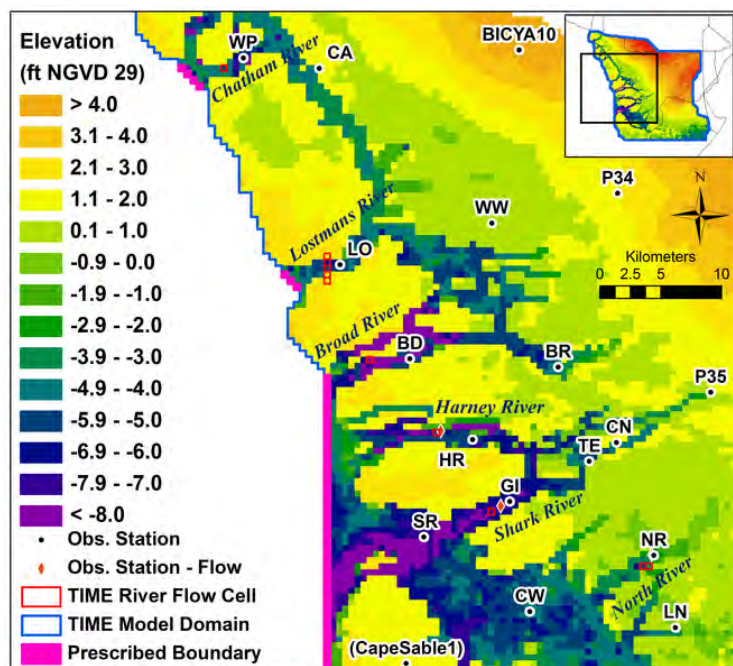 Elevation
(ft NGVD 29)
> 4.0
3.1 - 4.0
2.1 - 3.0
1.1 - 2.0
0.1 - 1.0
-0.9 - 0.0
-1.9 - -1.0
-2.9 - -2.0
-3.9 - -3.0
-4.9 - -4.0
-5.9 - -5.0
-6.9 - -6.0
-7.9 - -7.0
< -8.0
Obs. Station
Obs. Station - Flow
TIME River Flow Cell
TIME Model Domain
Prescribed Boundary
WP
CA
BICYA10
Chatham River
P34
N
WW
Kilometers
0 2.5 5 10
Lostmans River
LO
Broad River
BD
BR
P35
Harney River
CN
HR
TE
GI
Shark River
SR
NR
North River
CW
LN
(CapeSable1)